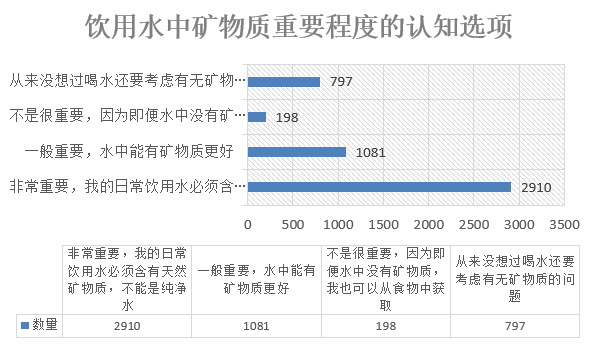 饮用水中矿物质重要程度的认知选项
从来没想过喝水还要考虑有无矿物…
797
不是很重要，因为即便水中没有矿…
198
一般重要，水中能有矿物质更好
1081
非常重要，我的日常饮用水必须含…
2910
0 500 1000 1500 2000 2500 3000 3500
非常重要，我的日常
饮用水必须含有天然
矿物质，不能是纯净
水
一般重要，水中能有
矿物质更好
不是很重要，因为即
便水中没有矿物质，
我也可以从食物中获
取
从来没想过喝水还要
考虑有无矿物质的问
题
数量 2910 1081 198 797